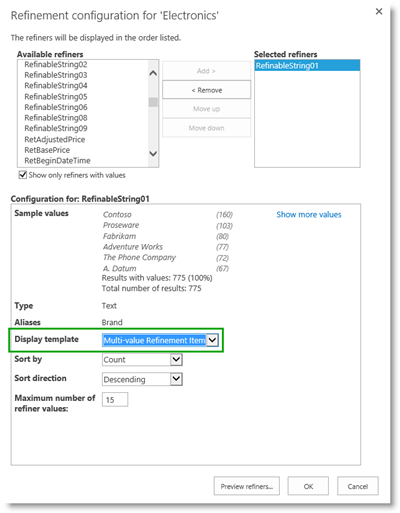 Refinement configuration for 'Electronics'
The refiners will be displayed in the order listed.
Available refiners
Selected refiners
RefinableString02
RefinableString03
RefinableString04
RefinableString05
RefinableString06
RefinableString08
RefinableString09
RetAdjustedPrice
RetBasePrice
RetBeginDateTime
Add >
< Remove
Move up
Move down
RefinableString01
Show only refiners with values
Configuration for: RefinableString01
Sample values
Contoso (160)
Proseware (103)
Fabrikam (80)
Adventure Works (77)
The Phone Company (72)
A. Datum (67)
Show more values
Results with values: 775 (100%)
Total number of results: 775
Type Text
Aliases Brand
Display template Multi-value Refinement Item
Sort by Count
Sort direction Descending
Maximum number of refiner values: 15
Preview refiners... OK Cancel